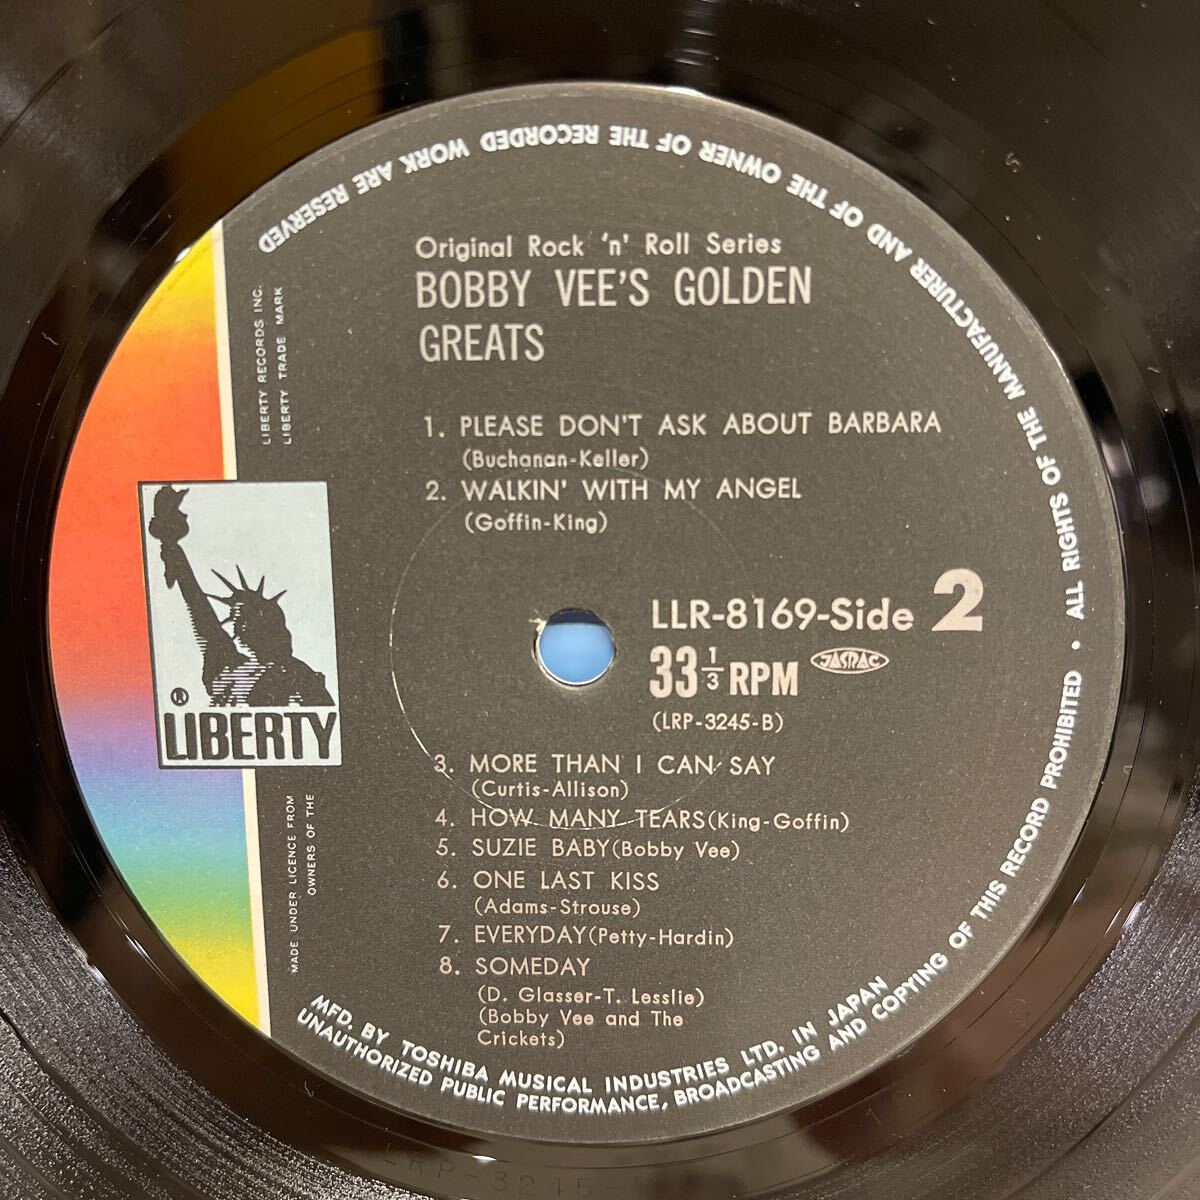 Original Rock 'n' Roll Series
BOBBY VEE'S GOLDEN
GREATS
1. PLEASE DON'T ASK ABOUT BARBARA
(Buchanan-Keller)
2. WALKIN' WITH MY ANGEL
(Goffin-King)
LLR-8169-Side 2
33 1/3 RPM
JASRAC
(LRP-3245-B)
3. MORE THAN I CAN SAY
(Curtis-Allison)
4. HOW MANY TEARS(King-Goffin)
5. SUZIE BABY(Bobby Vee)
6. ONE LAST KISS
(Adams-Strouse)
7. EVERYDAY(Petty-Hardin)
8. SOMEDAY
(D. Glasser-T. Lesslie)
(Bobby Vee and The
Crickets)
LIBERTY RECORDS INC.
LIBERTY TRADE MARK
®
LIBERTY
MADE UNDER LICENCE FROM
OWNERS OF THE
MFD. BY TOSHIBA MUSICAL INDUSTRIES LTD. IN JAPAN
UNAUTHORIZED PUBLIC PERFORMANCE, BROADCASTING AND COPYING OF THIS RECORD PROHIBITED • ALL RIGHTS OF THE MANUFACTURER AND OF THE OWNER OF THE RECORDED WORK ARE RESERVED